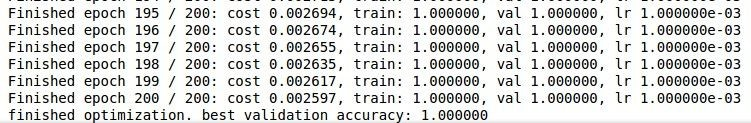 Finished epoch 195 / 200: cost 0.002694, train: 1.000000, val 1.000000, lr 1.000000e-03
Finished epoch 196 / 200: cost 0.002674, train: 1.000000, val 1.000000, lr 1.000000e-03
Finished epoch 197 / 200: cost 0.002655, train: 1.000000, val 1.000000, lr 1.000000e-03
Finished epoch 198 / 200: cost 0.002635, train: 1.000000, val 1.000000, lr 1.000000e-03
Finished epoch 199 / 200: cost 0.002617, train: 1.000000, val 1.000000, lr 1.000000e-03
Finished epoch 200 / 200: cost 0.002597, train: 1.000000, val 1.000000, lr 1.000000e-03
finished optimization. best validation accuracy: 1.000000